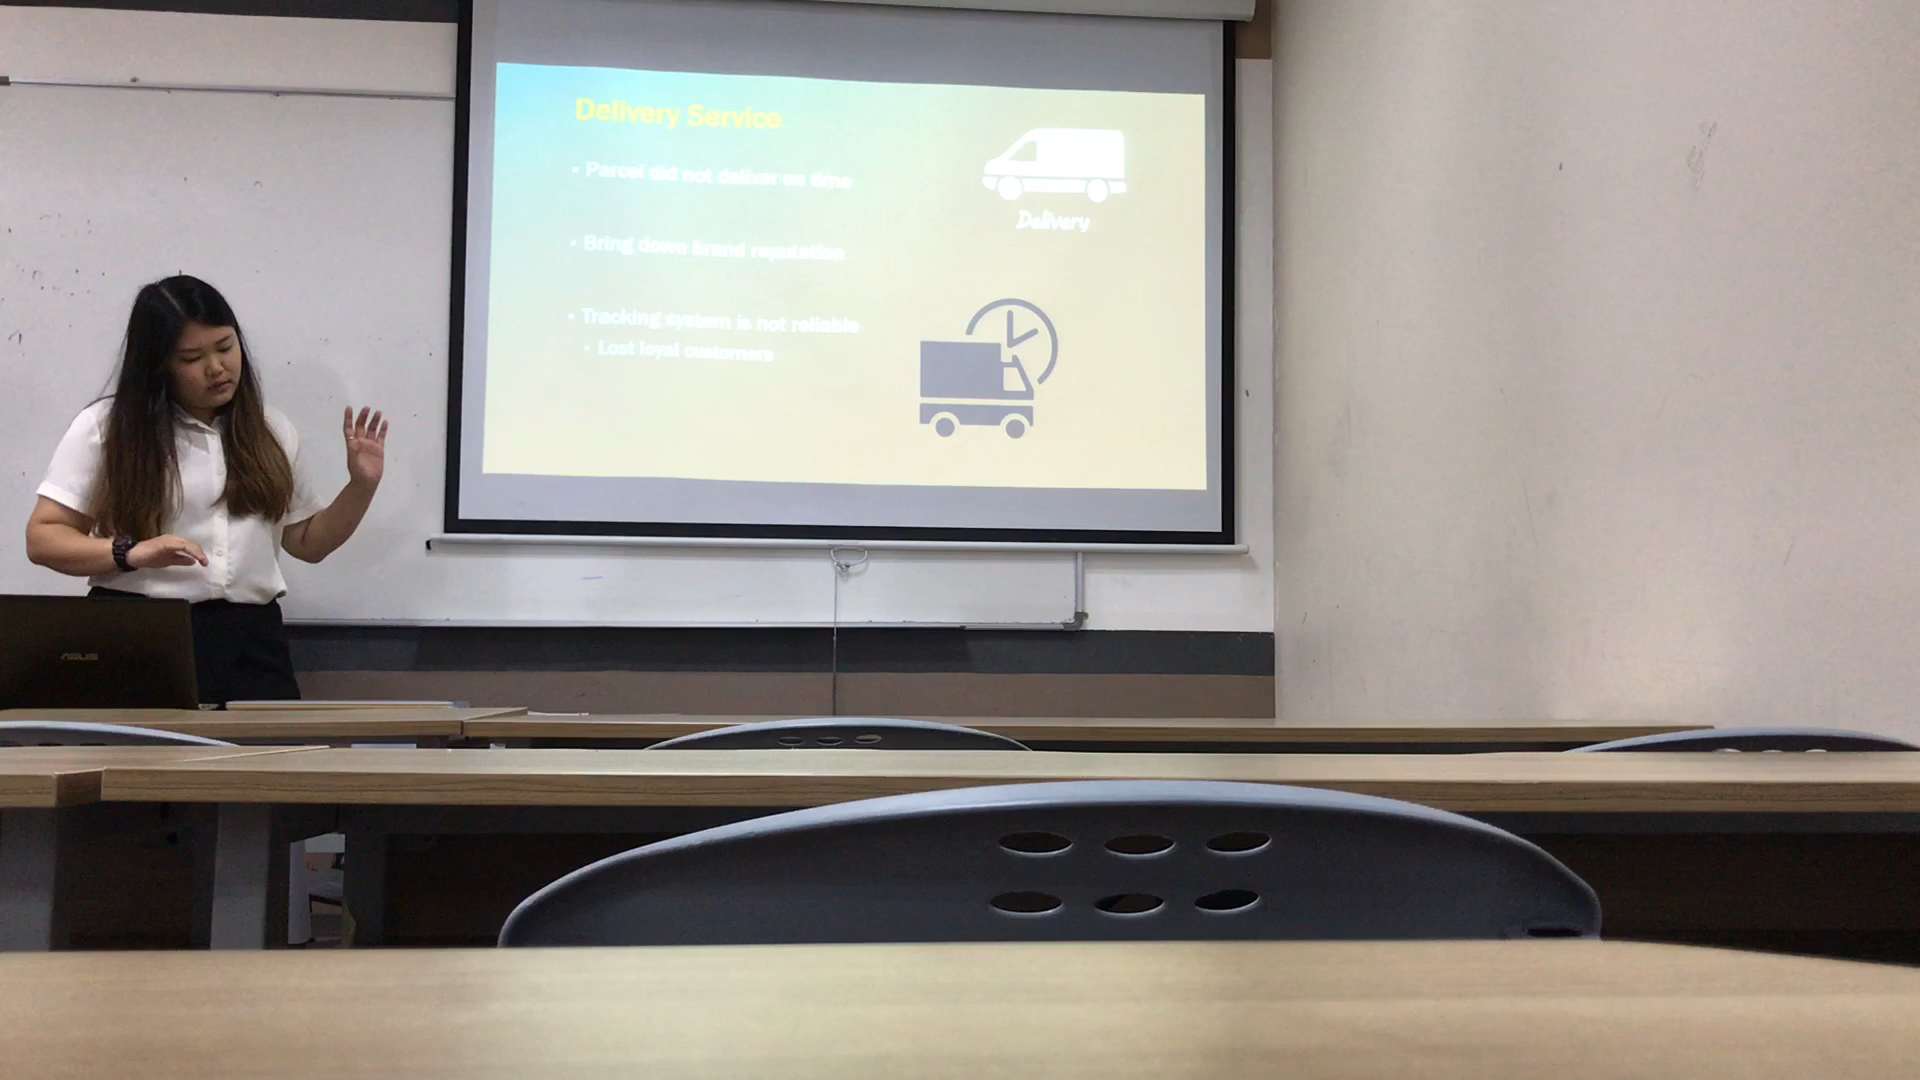 Delivery Service
• Parcel did not deliver on time
• Bring down brand reputation
• Tracking system is not reliable
• Lost loyal customers
Delivery
ASUS